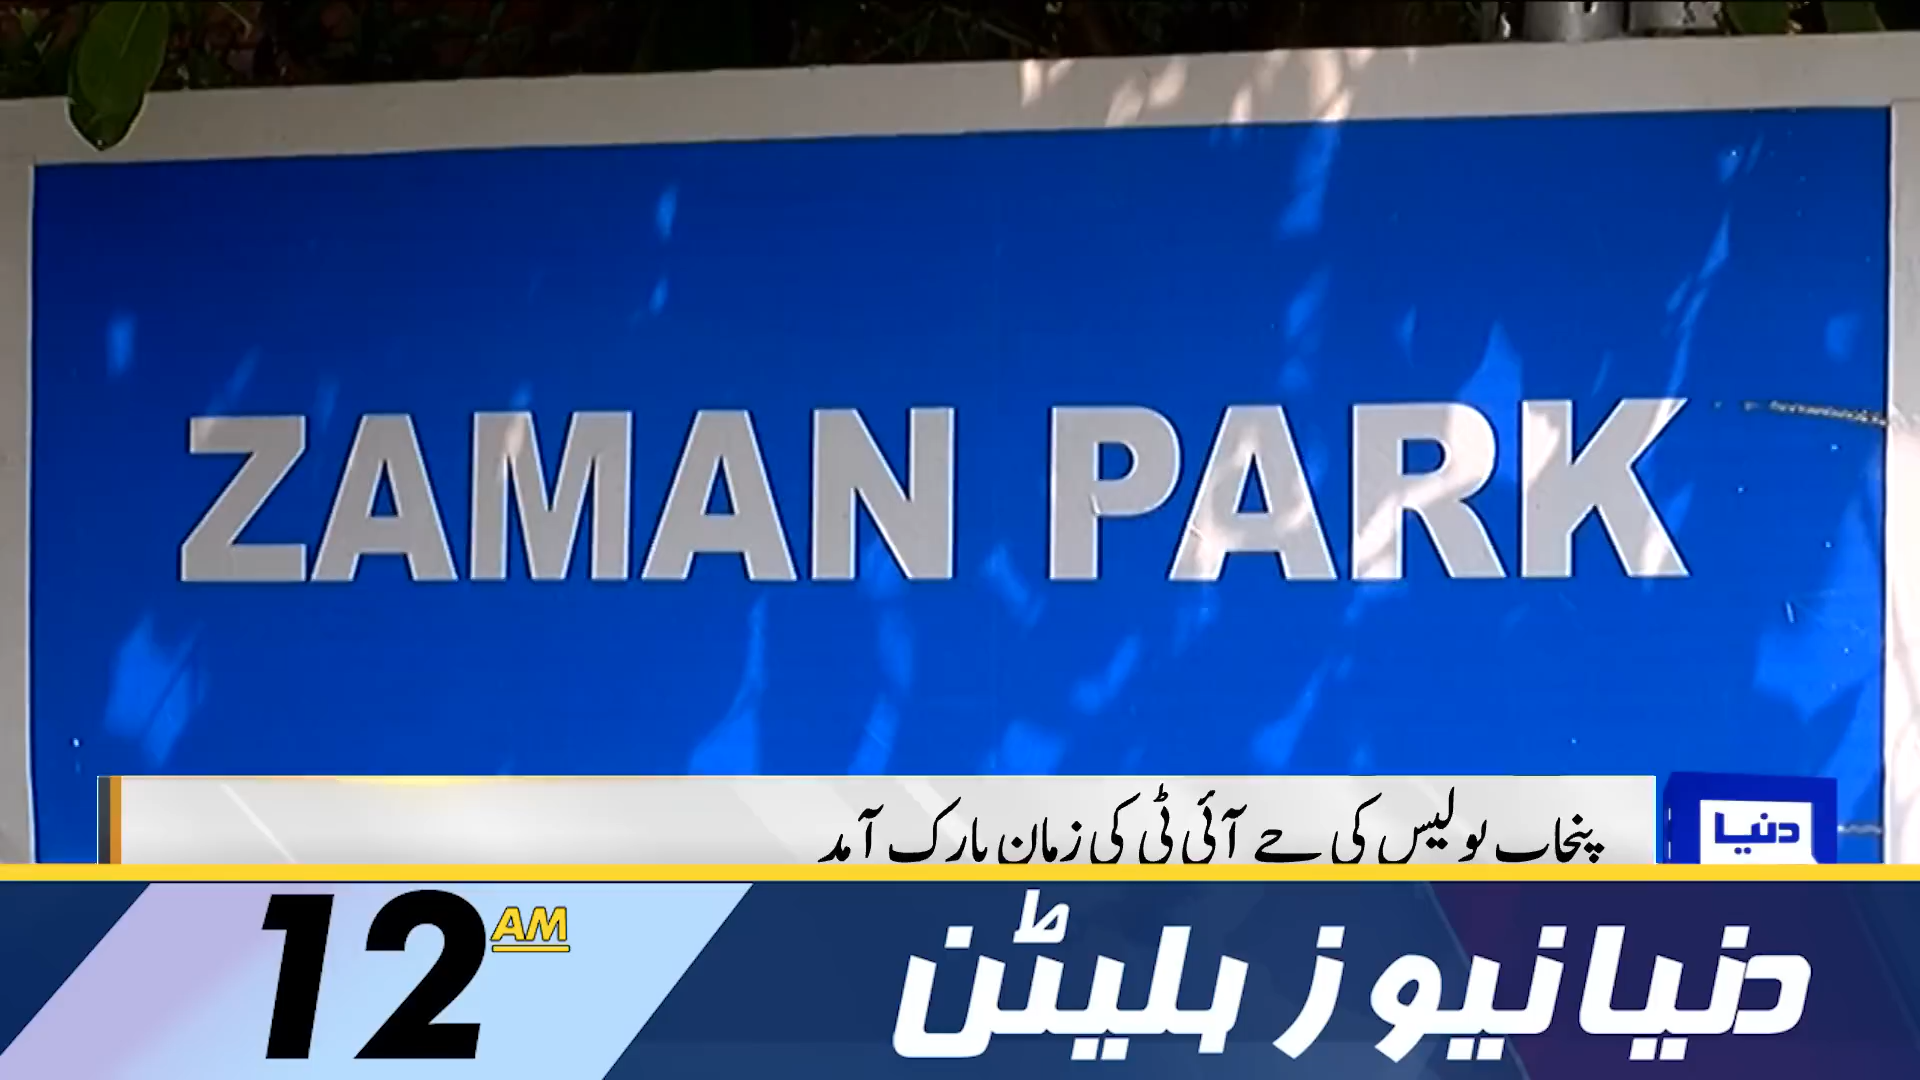 ZAMAN PARK
پنجاب پولیس کی جے آئی ٹی کی زمان پارک آمد
دنیا
12 AM
دنیا نیوز بلیٹن